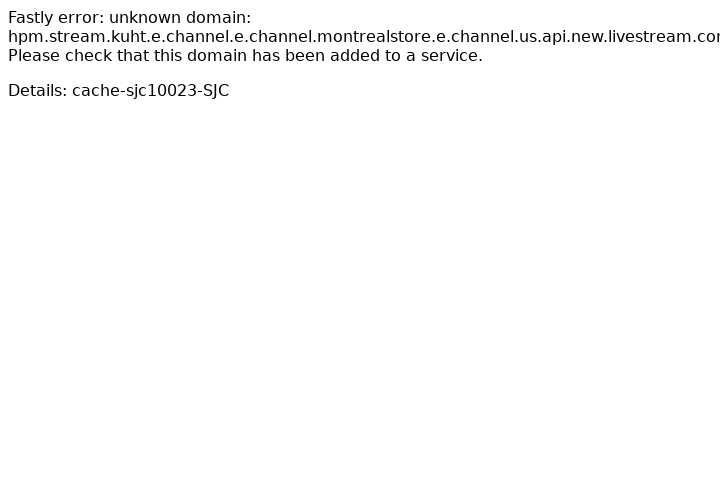 Fastly error: unknown domain:
hpm.stream.kuht.e.channel.e.channel.montrealstore.e.channel.us.api.new.livestream.co
Please check that this domain has been added to a service.
Details: cache-sjc10023-SJC